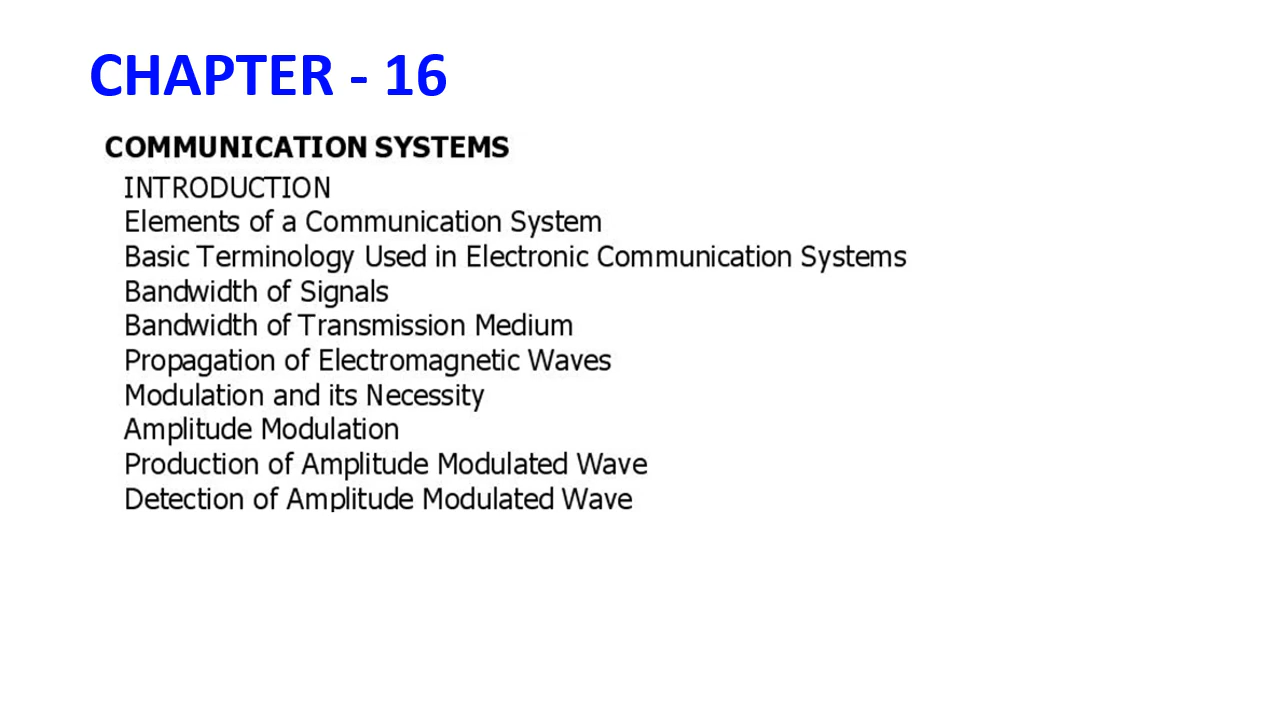 CHAPTER - 16
COMMUNICATION SYSTEMS
INTRODUCTION
Elements of a Communication System
Basic Terminology Used in Electronic Communication Systems
Bandwidth of Signals
Bandwidth of Transmission Medium
Propagation of Electromagnetic Waves
Modulation and its Necessity
Amplitude Modulation
Production of Amplitude Modulated Wave
Detection of Amplitude Modulated Wave